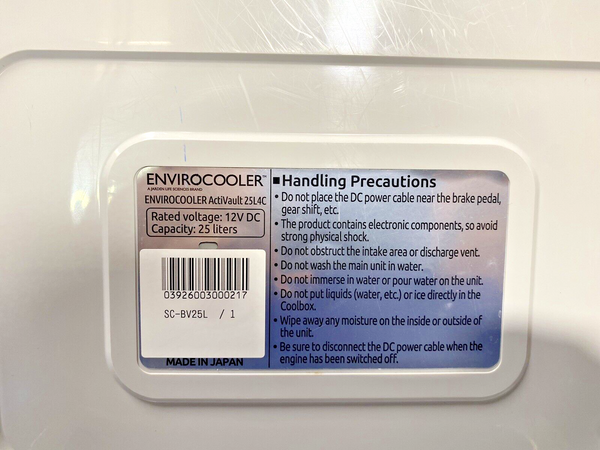 ENVIROCOOLER™
A JARDEN LIFE SCIENCES BRAND
ENVIROCOOLER ActiVault 25L4C
Rated voltage: 12V DC
Capacity: 25 liters
03926003000217
SC-BV25L / 1
MADE IN JAPAN
■Handling Precautions
• Do not place the DC power cable near the brake pedal,
gear shift, etc.
• The product contains electronic components, so avoid
strong physical shock.
• Do not obstruct the intake area or discharge vent.
• Do not wash the main unit in water.
• Do not immerse in water or pour water on the unit.
• Do not put liquids (water, etc.) or ice directly in the
Coolbox.
• Wipe away any moisture on the inside or outside of
the unit.
• Be sure to disconnect the DC power cable when the
engine has been switched off.